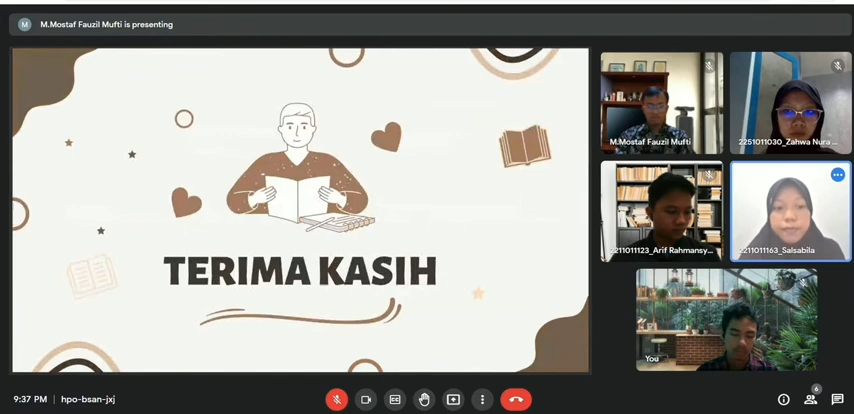 M
M.Mostaf Fauzil Mufti is presenting
TERIMA KASIH
M.Mostaf Fauzil Mufti
2251011030_Zahwa Nura ...
2211011123_Arif Rahmansy...
2211011163_Salsabila
You
9:37 PM | hpo-bsan-jxj
CC
6